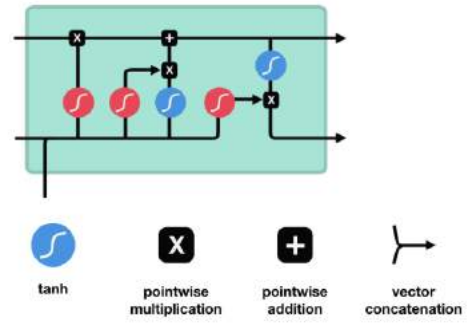 X
+
X
X
X
+
tanh
pointwise
multiplication
pointwise
addition
vector
concatenation